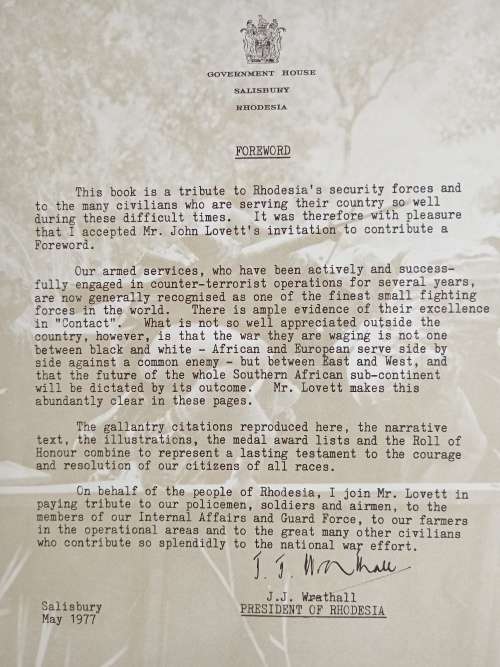 GOVERNMENT HOUSE
SALISBURY
RHODESIA
FOREWORD
This book is a tribute to Rhodesia's security forces and
to the many civilians who are serving their country so well
during these difficult times. It was therefore with pleasure
that I accepted Mr. John Lovett's invitation to contribute a
Foreword.
Our armed services, who have been actively and success-
fully engaged in counter-terrorist operations for several years,
are now generally recognised as one of the finest small fighting
forces in the world. There is ample evidence of their excellence
in "Contact". What is not so well appreciated outside the
country, however, is that the war they are waging is not one
between black and white - African and European serve side by
side against a common enemy - but between East and West, and
that the future of the whole Southern African sub-continent
will be dictated by its outcome. Mr. Lovett makes this
abundantly clear in these pages.
The gallantry citations reproduced here, the narrative
text, the illustrations, the medal award lists and the Roll of
Honour combine to represent a lasting testament to the courage
and resolution of our citizens of all races.
On behalf of the people of Rhodesia, I join Mr. Lovett in
paying tribute to our policemen, soldiers and airmen, to the
members of our Internal Affairs and Guard Force, to our farmers
in the operational areas and to the great many other civilians
who contribute so splendidly to the national war effort.
J. J. Wrathall
J.J. Wrathall
PRESIDENT OF RHODESIA
Salisbury
May 1977